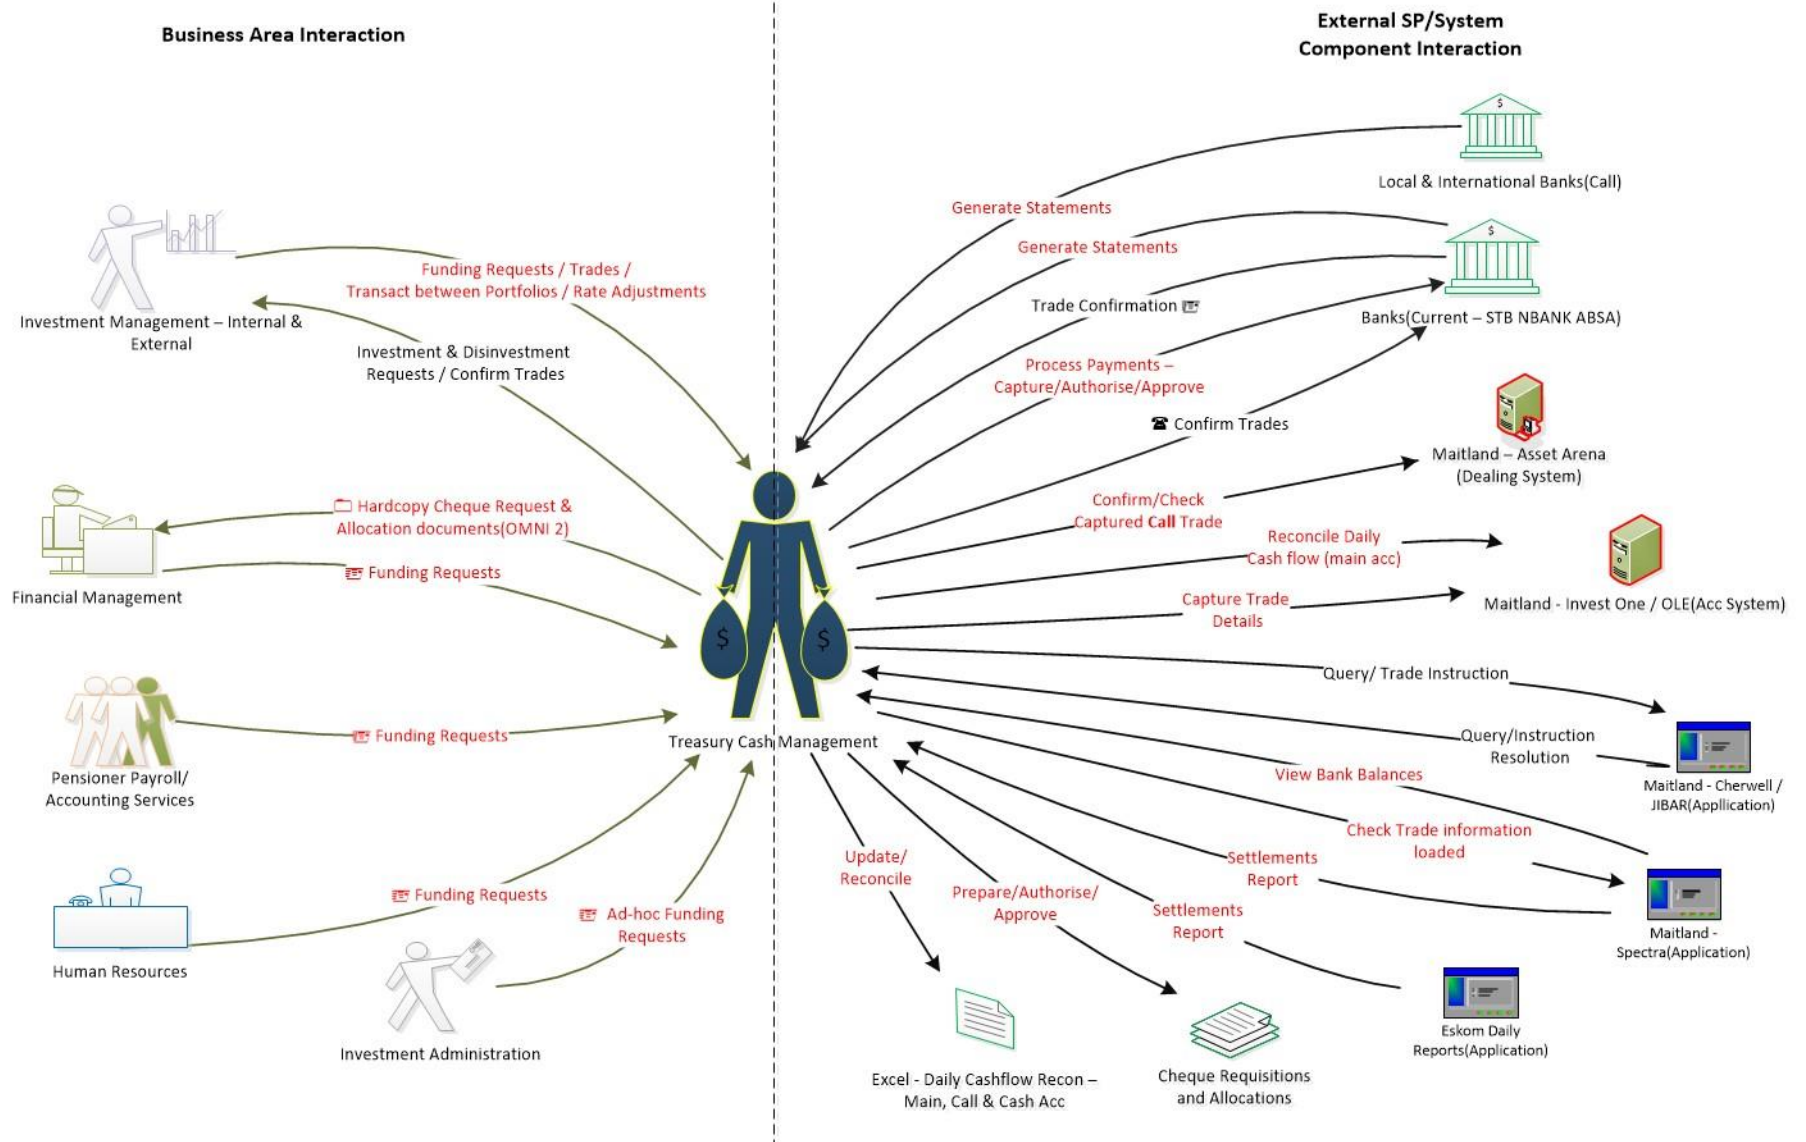 Business Area Interaction
External SP/System
Component Interaction
$
Local & International Banks(Call)
Generate Statements
$
Generate Statements
Trade Confirmation
Banks(Current – STB NBANK ABSA)
Funding Requests / Trades /
Transact between Portfolios / Rate Adjustments
Investment Management – Internal &
External
Investment & Disinvestment
Requests / Confirm Trades
Process Payments –
Capture/Authorise/Approve
Confirm Trades
Maitland – Asset Arena
(Dealing System)
Confirm/Check
Captured Call Trade
Hardcopy Cheque Request &
Allocation documents(OMNI 2)
Reconcile Daily
Cash flow (main acc)
Funding Requests
Financial Management
Capture Trade
Details
Maitland - Invest One / OLE(Acc System)
$
$
Query/ Trade Instruction
Funding Requests
Treasury Cash Management
Query/Instruction
Resolution
Pensioner Payroll/
Accounting Services
View Bank Balances
Maitland - Cherwell /
JIBAR(Appllication)
Check Trade information
loaded
Update/
Reconcile
Settlements
Report
Funding Requests
Prepare/Authorise/
Approve
Ad-hoc Funding
Requests
Settlements
Report
Maitland -
Spectra(Application)
Human Resources
Investment Administration
Eskom Daily
Reports(Application)
Excel - Daily Cashflow Recon –
Main, Call & Cash Acc
Cheque Requisitions
and Allocations